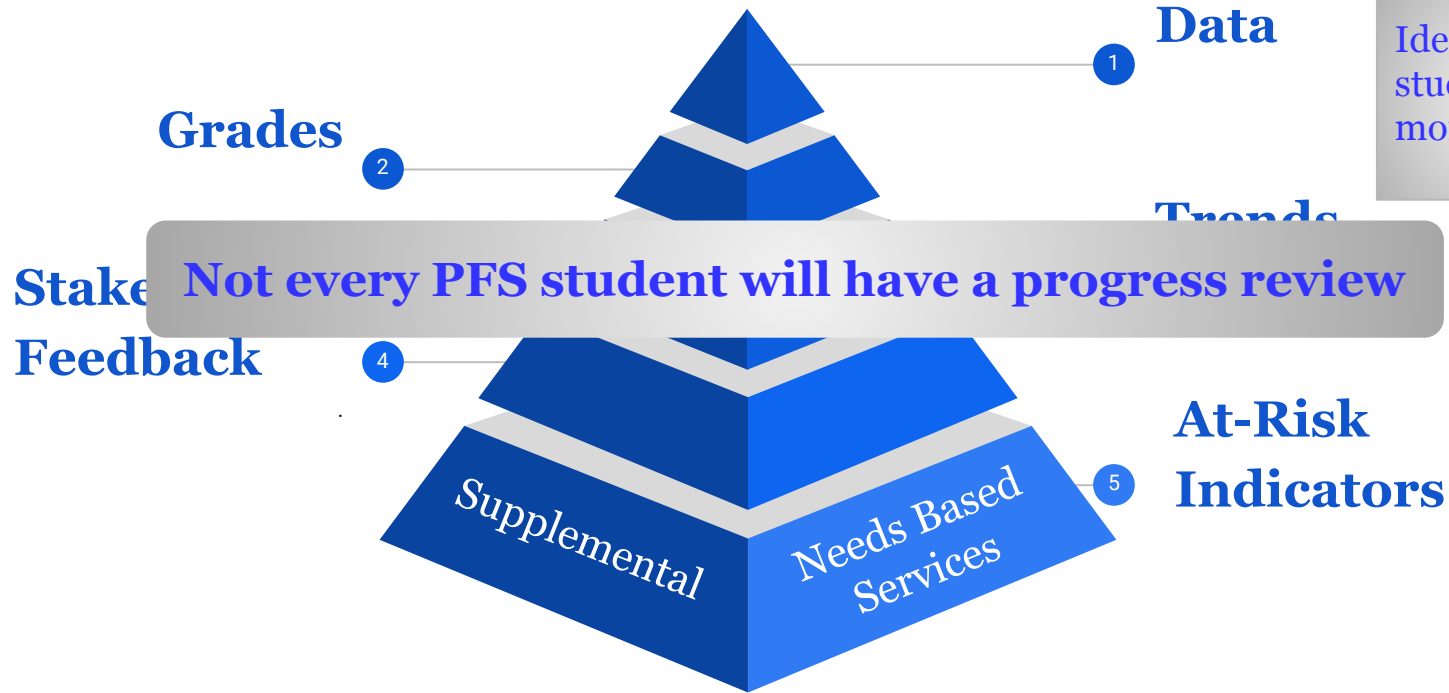 Data
1
Grades
2
Trends
Not every PFS student will have a progress review
Feedback
4
At-Risk
Indicators
5
Supplemental
Needs Based
Services